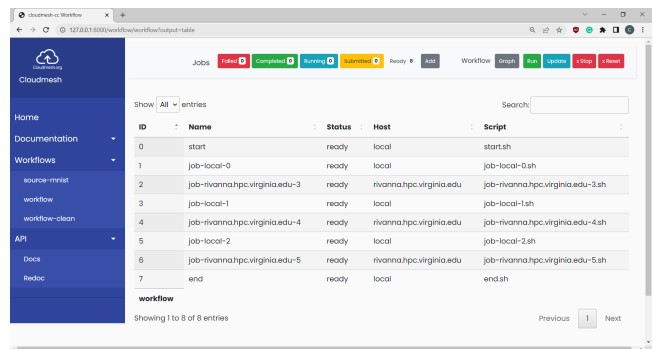 cloudmesh-cc Workflow
127.0.0.1:8000/workflow/workflow?output=table
Cloudmesh.org
Cloudmesh
Home
Documentation
Workflows
source-mnist
workflow
workflow-clean
API
Docs
Redoc
Jobs Failed 0 Completed 0 Running 0 Submitted 0 Ready 8 Add Workflow Graph Run Update x Stop x Reset
Show All entries Search:
ID Name Status Host Script
0 start ready local start.sh
1 job-local-0 ready local job-local-0.sh
2 job-rivanna.hpc.virginia.edu-3 ready rivanna.hpc.virginia.edu job-rivanna.hpc.virginia.edu-3.sh
3 job-local-1 ready local job-local-1.sh
4 job-rivanna.hpc.virginia.edu-4 ready rivanna.hpc.virginia.edu job-rivanna.hpc.virginia.edu-4.sh
5 job-local-2 ready local job-local-2.sh
6 job-rivanna.hpc.virginia.edu-5 ready rivanna.hpc.virginia.edu job-rivanna.hpc.virginia.edu-5.sh
7 end ready local end.sh
workflow
Showing 1 to 8 of 8 entries Previous 1 Next